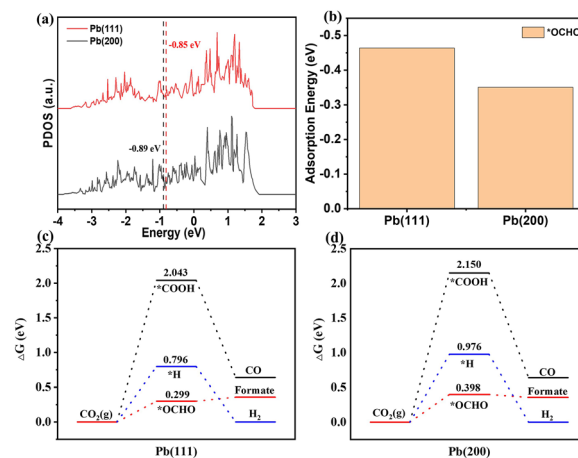 (a)
Pb(111)
Pb(200)
-0.85 eV
-0.89 eV
PDOS (a.u.)
-4 -3 -2 -1 0 1 2 3
Energy (eV)
(b)
*OCHO
Adsorption Energy (eV)
-0.5
-0.4
-0.3
-0.2
-0.1
0.0
Pb(111) Pb(200)
(c)
ΔG (eV)
2.5
2.0
1.5
1.0
0.5
0.0
2.043
*COOH
0.796
*H
0.299
*OCHO
CO₂(g)
CO
Formate
H₂
Pb(111)
(d)
ΔG (eV)
2.5
2.0
1.5
1.0
0.5
0.0
2.150
*COOH
0.976
*H
0.398
*OCHO
CO₂(g)
CO
Formate
H₂
Pb(200)